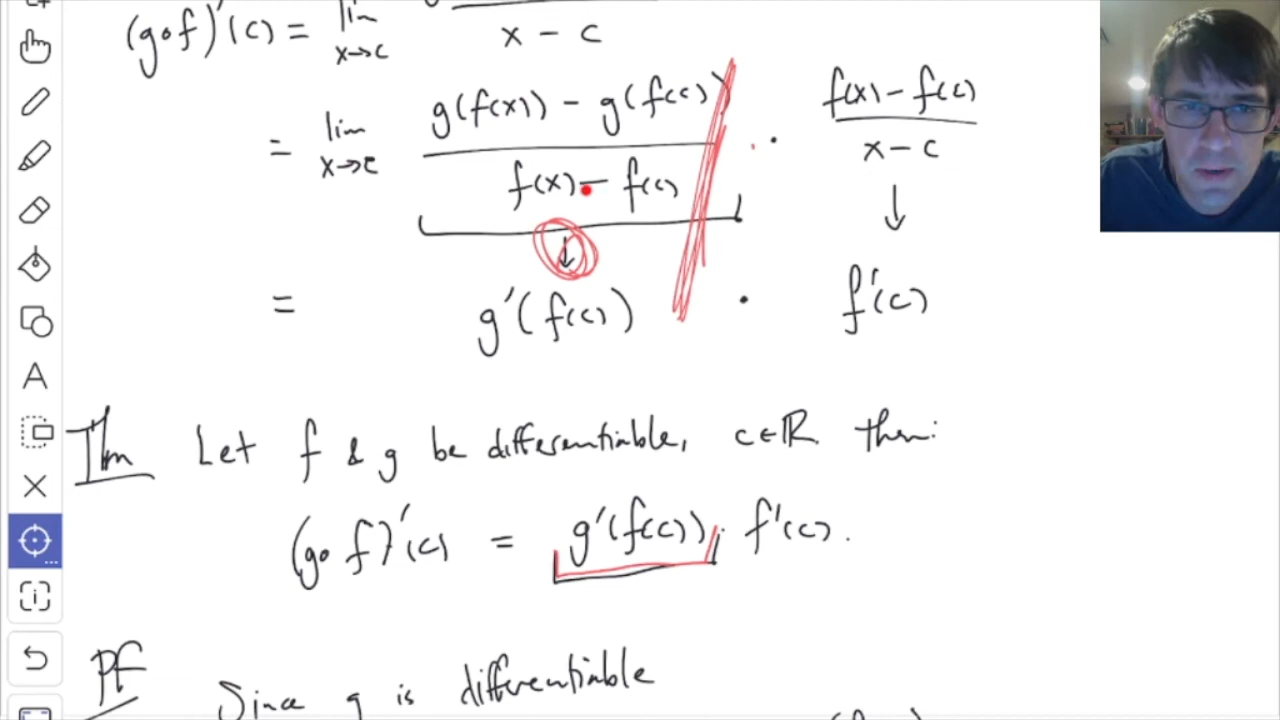 (g∘f)'(c) = lim x→c x - c
= lim x→c g(f(x)) - g(f(c)) / f(x) - f(c) · f(x) - f(c) / x - c
↓ ↓
= g'(f(c)) · f'(c)
Thm Let f & g be differentiable, c∈ℝ. then:
(g∘f)'(c) = g'(f(c)) · f'(c).
Pf Since g is differentiable